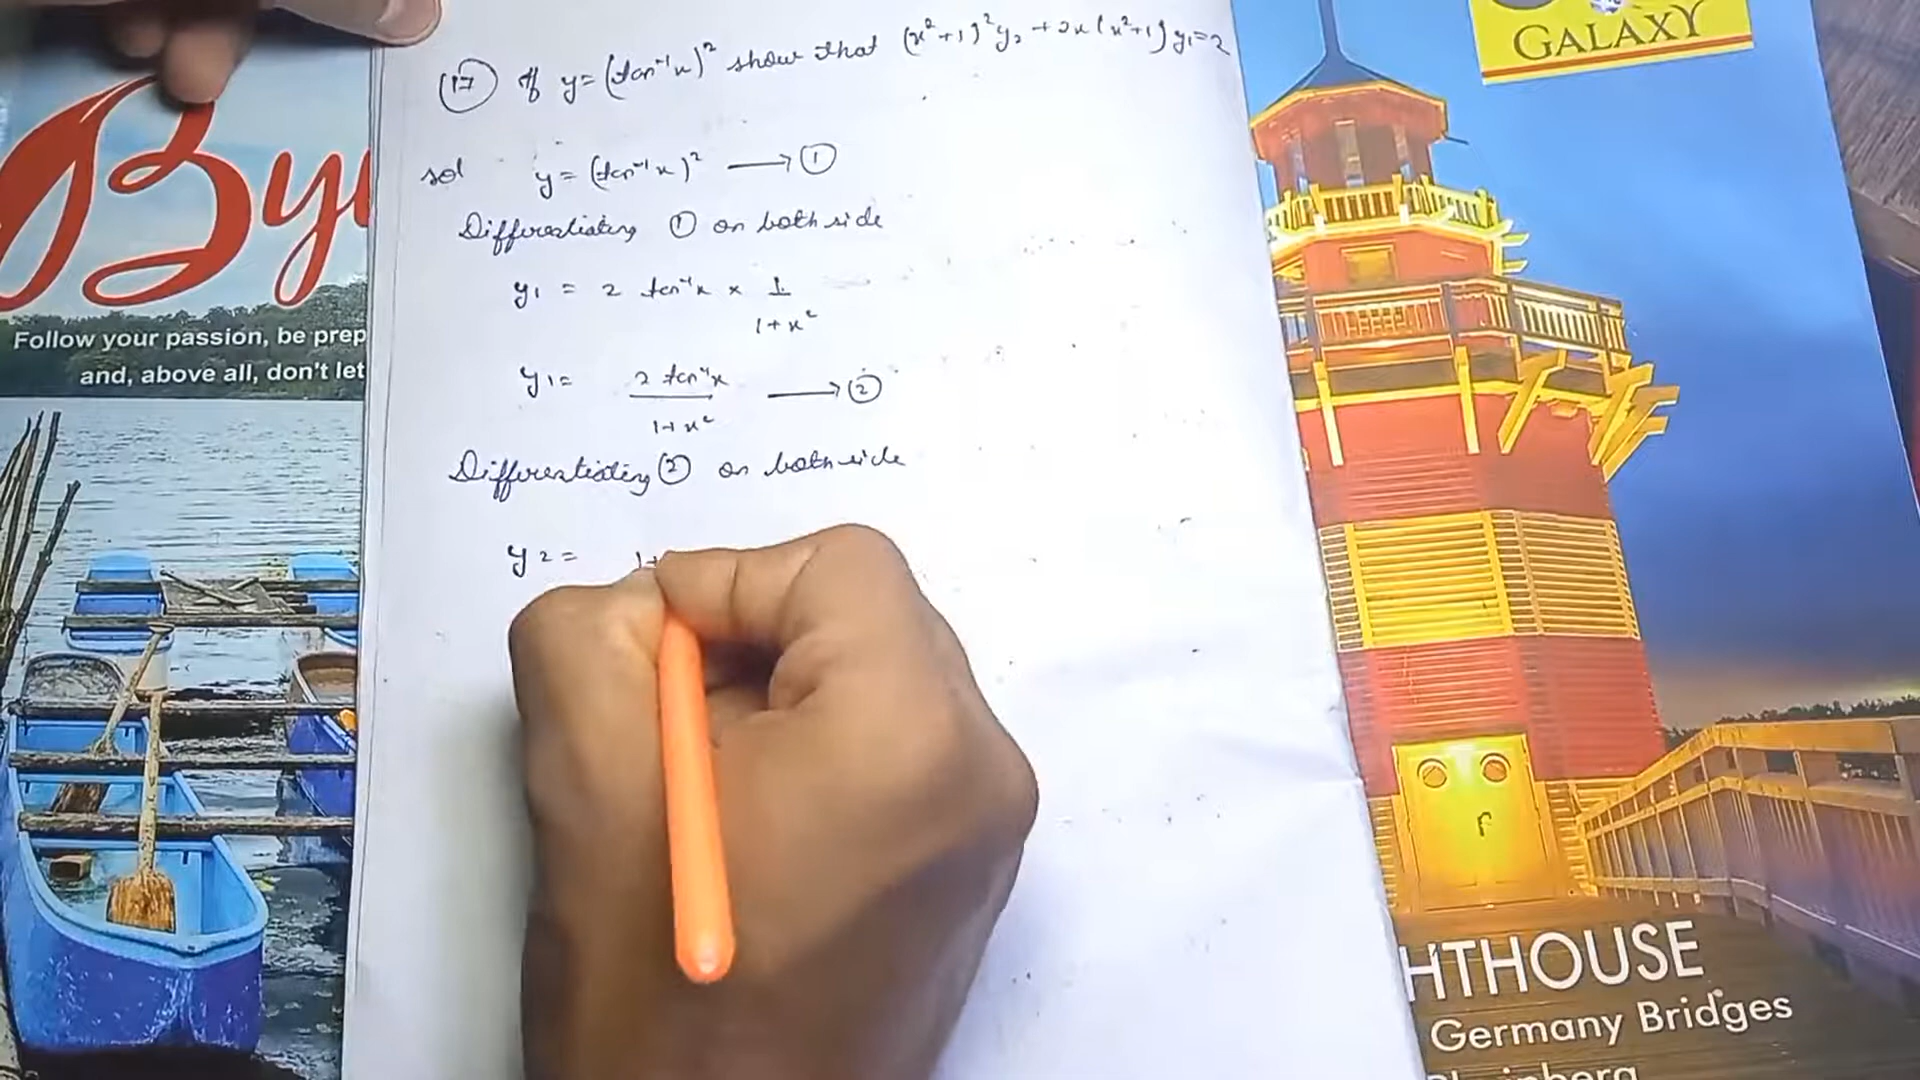 By
Follow your passion, be prep
and, above all, don't let
(17) If y = (tan⁻¹x)² show that (x²+1)²y₂ + 2x(x²+1)y₁=2
sol y = (tan⁻¹x)² ⟶ ①
Differentiating ① on both side
y₁ = 2 tan⁻¹x × 1/1+x²
y₁ = 2 tan⁻¹x/1+x² ⟶ ②
Differentiating ② on both side
y₂ = 1+
GALAXY
HTHOUSE
Germany Bridges